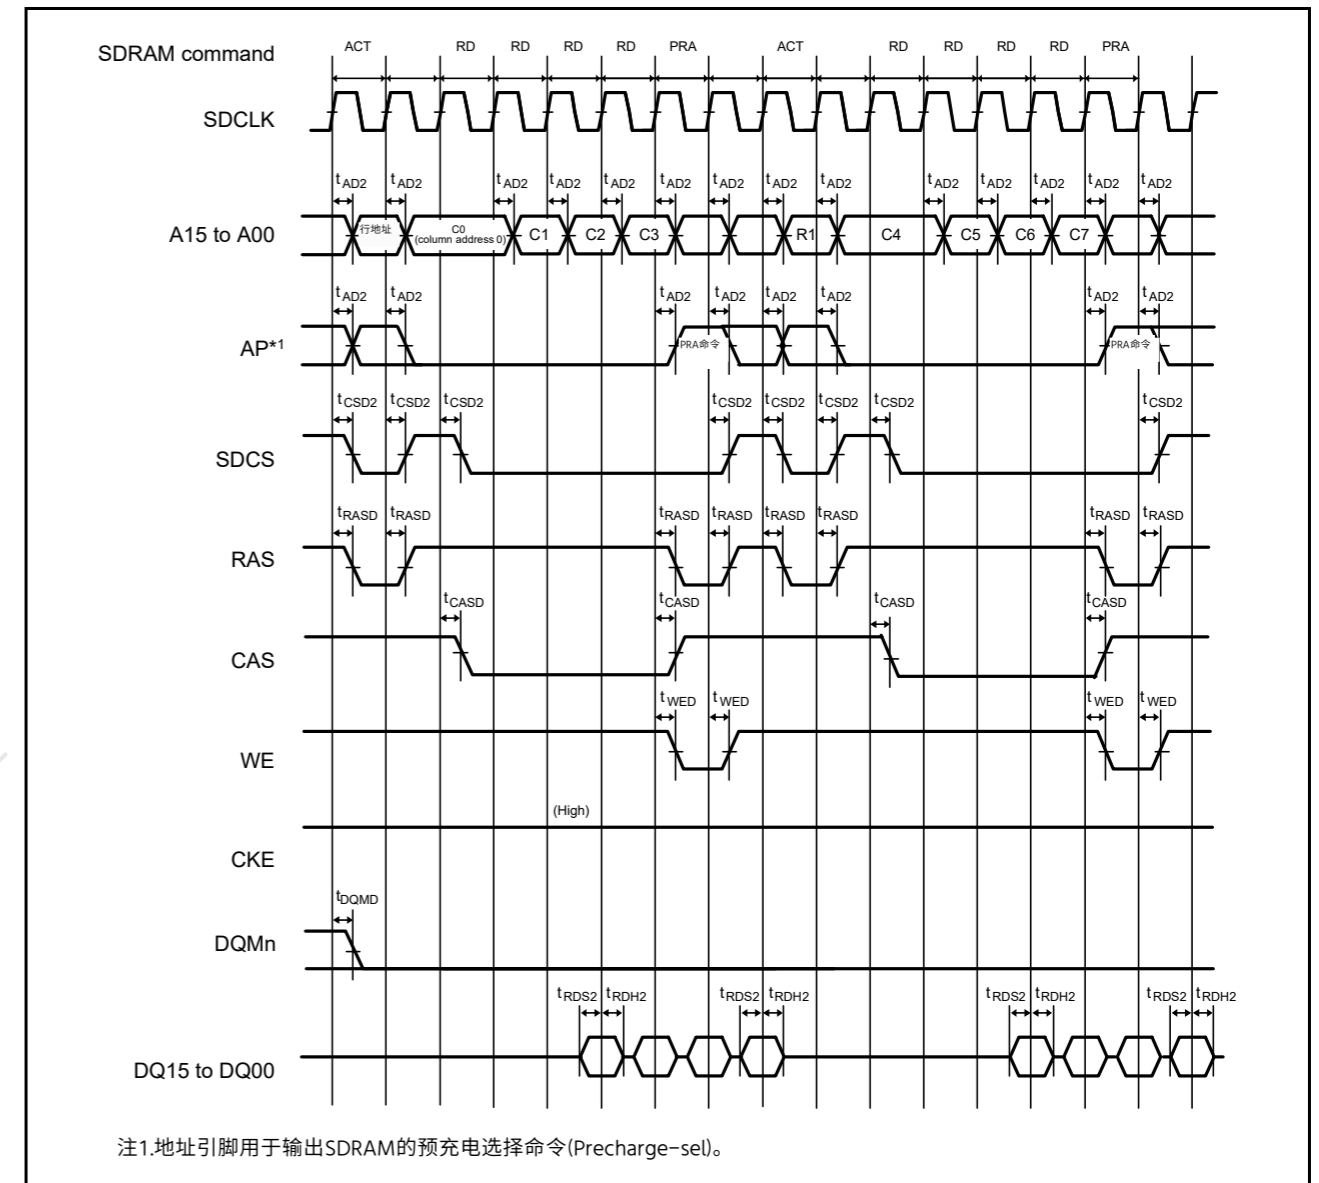 SDRAM command ACT RD RD RD RD PRA ACT RD RD RD RD PRA
SDCLK
tAD2 tAD2 tAD2 tAD2 tAD2 tAD2 tAD2 tAD2 tAD2 tAD2 tAD2 tAD2 tAD2 tAD2
A15 to A00 行地址 C0 C1 C2 C3 R1 C4 C5 C6 C7
(column address 0)
tAD2 tAD2 tAD2 tAD2 tAD2 tAD2 tAD2 tAD2
AP*1 PRA命令 PRA命令
tCSD2 tCSD2 tCSD2 tCSD2 tCSD2 tCSD2 tCSD2 tCSD2
SDCS
tRASD tRASD tRASD tRASD tRASD tRASD tRASD tRASD
RAS
tCASD tCASD tCASD tCASD
CAS
tWED tWED tWED tWED
WE
(High)
CKE
tDQMD
DQMn
tRDS2 tRDH2 tRDS2 tRDH2 tRDS2 tRDH2 tRDS2 tRDH2
DQ15 to DQ00
注1.地址引脚用于输出SDRAM的预充电选择命令(Precharge-sel)。